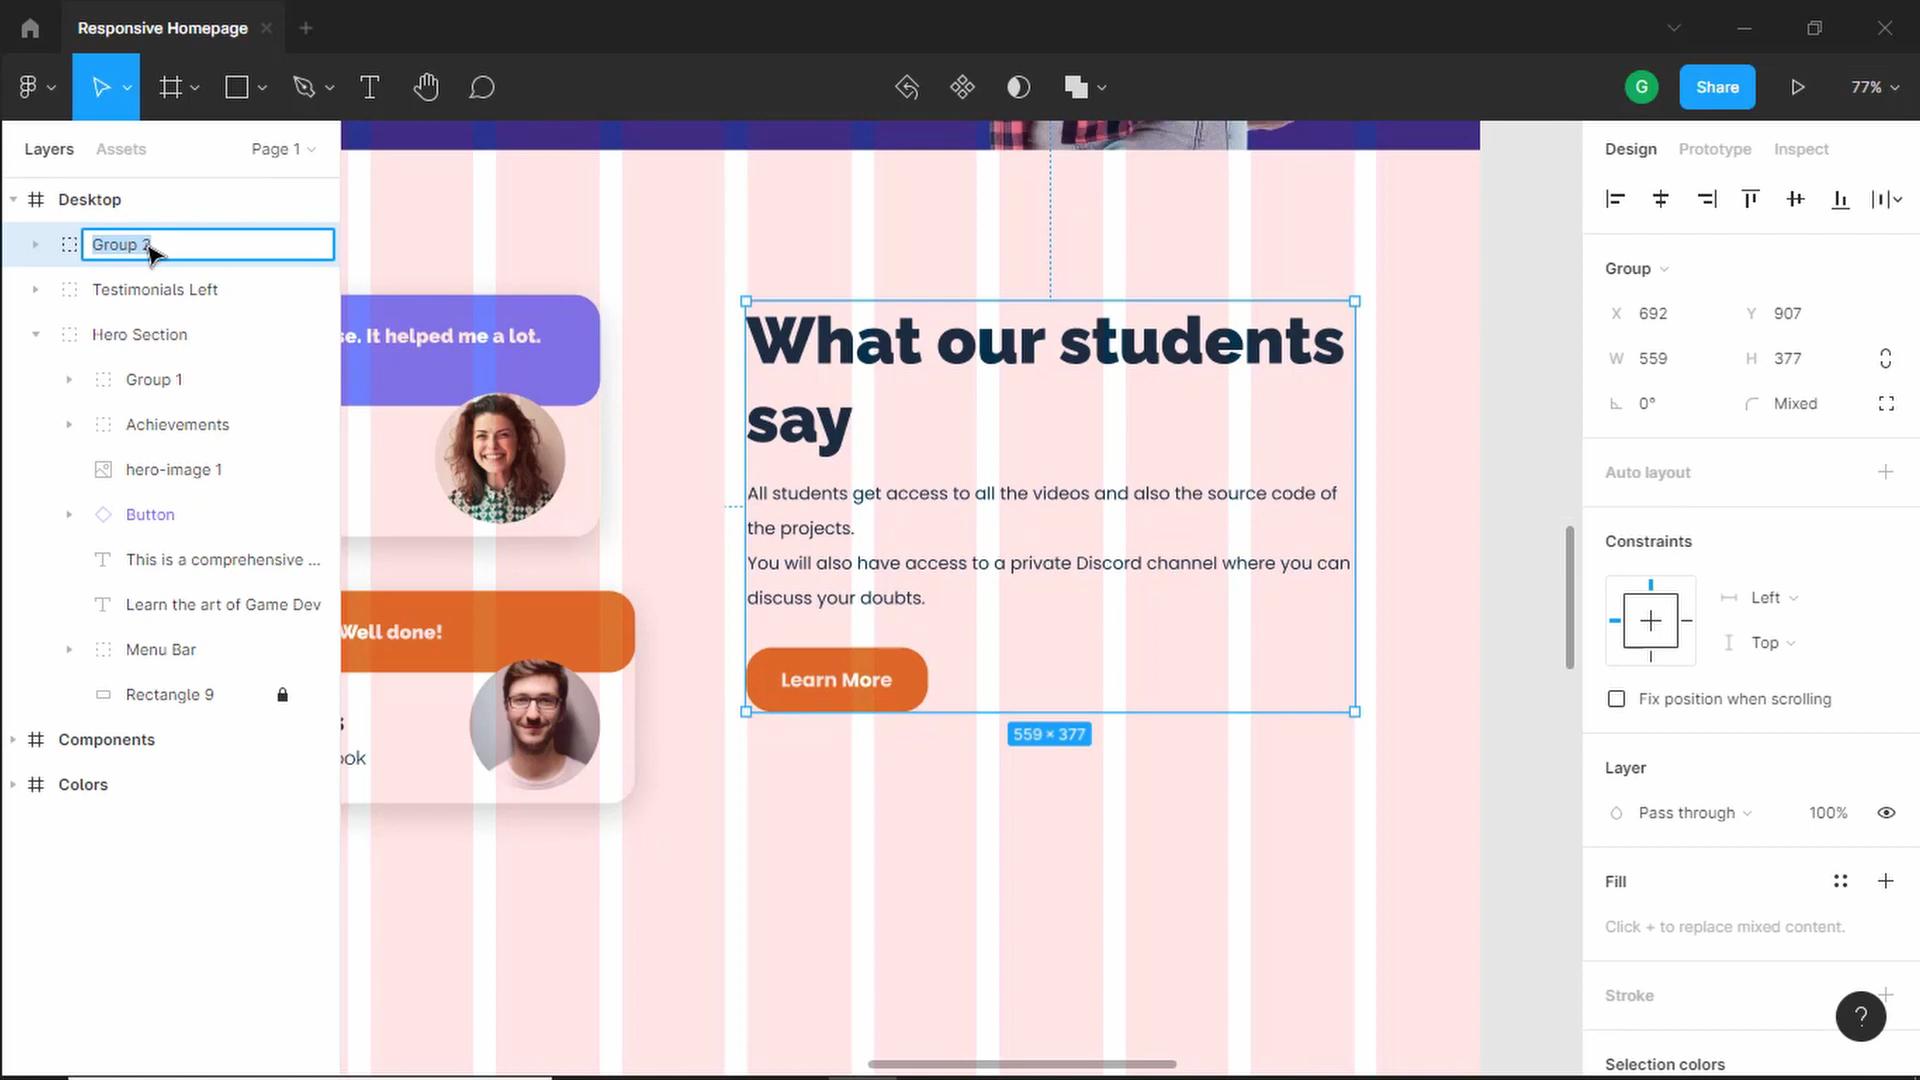 Responsive Homepage
G
Share
77%
Layers
Assets
Page 1
Desktop
Group 2
Testimonials Left
Hero Section
Group 1
Achievements
hero-image 1
Button
This is a comprehensive ...
Learn the art of Game Dev
Menu Bar
Rectangle 9
Components
Colors
se. It helped me a lot.
Well done!
ook
What our students
say
All students get access to all the videos and also the source code of
the projects.
You will also have access to a private Discord channel where you can
discuss your doubts.
Learn More
559 × 377
Design
Prototype
Inspect
Group
X 692
Y 907
W 559
H 377
0°
Mixed
Auto layout
Constraints
Left
Top
Fix position when scrolling
Layer
Pass through
100%
Fill
Click + to replace mixed content.
Stroke
?
Selection colors